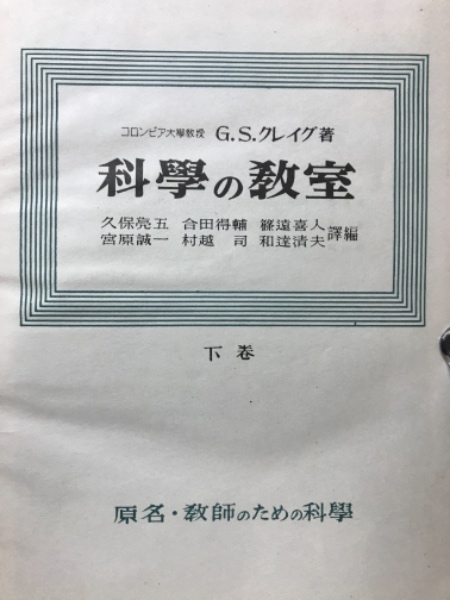 コロンビア大學教授 G.S.クレイグ著
科學の教室
久保亮五 合田得輔 篠遠喜人
宮原誠一 村越 司 和達清夫 譯編
下巻
原名・教師のための科學